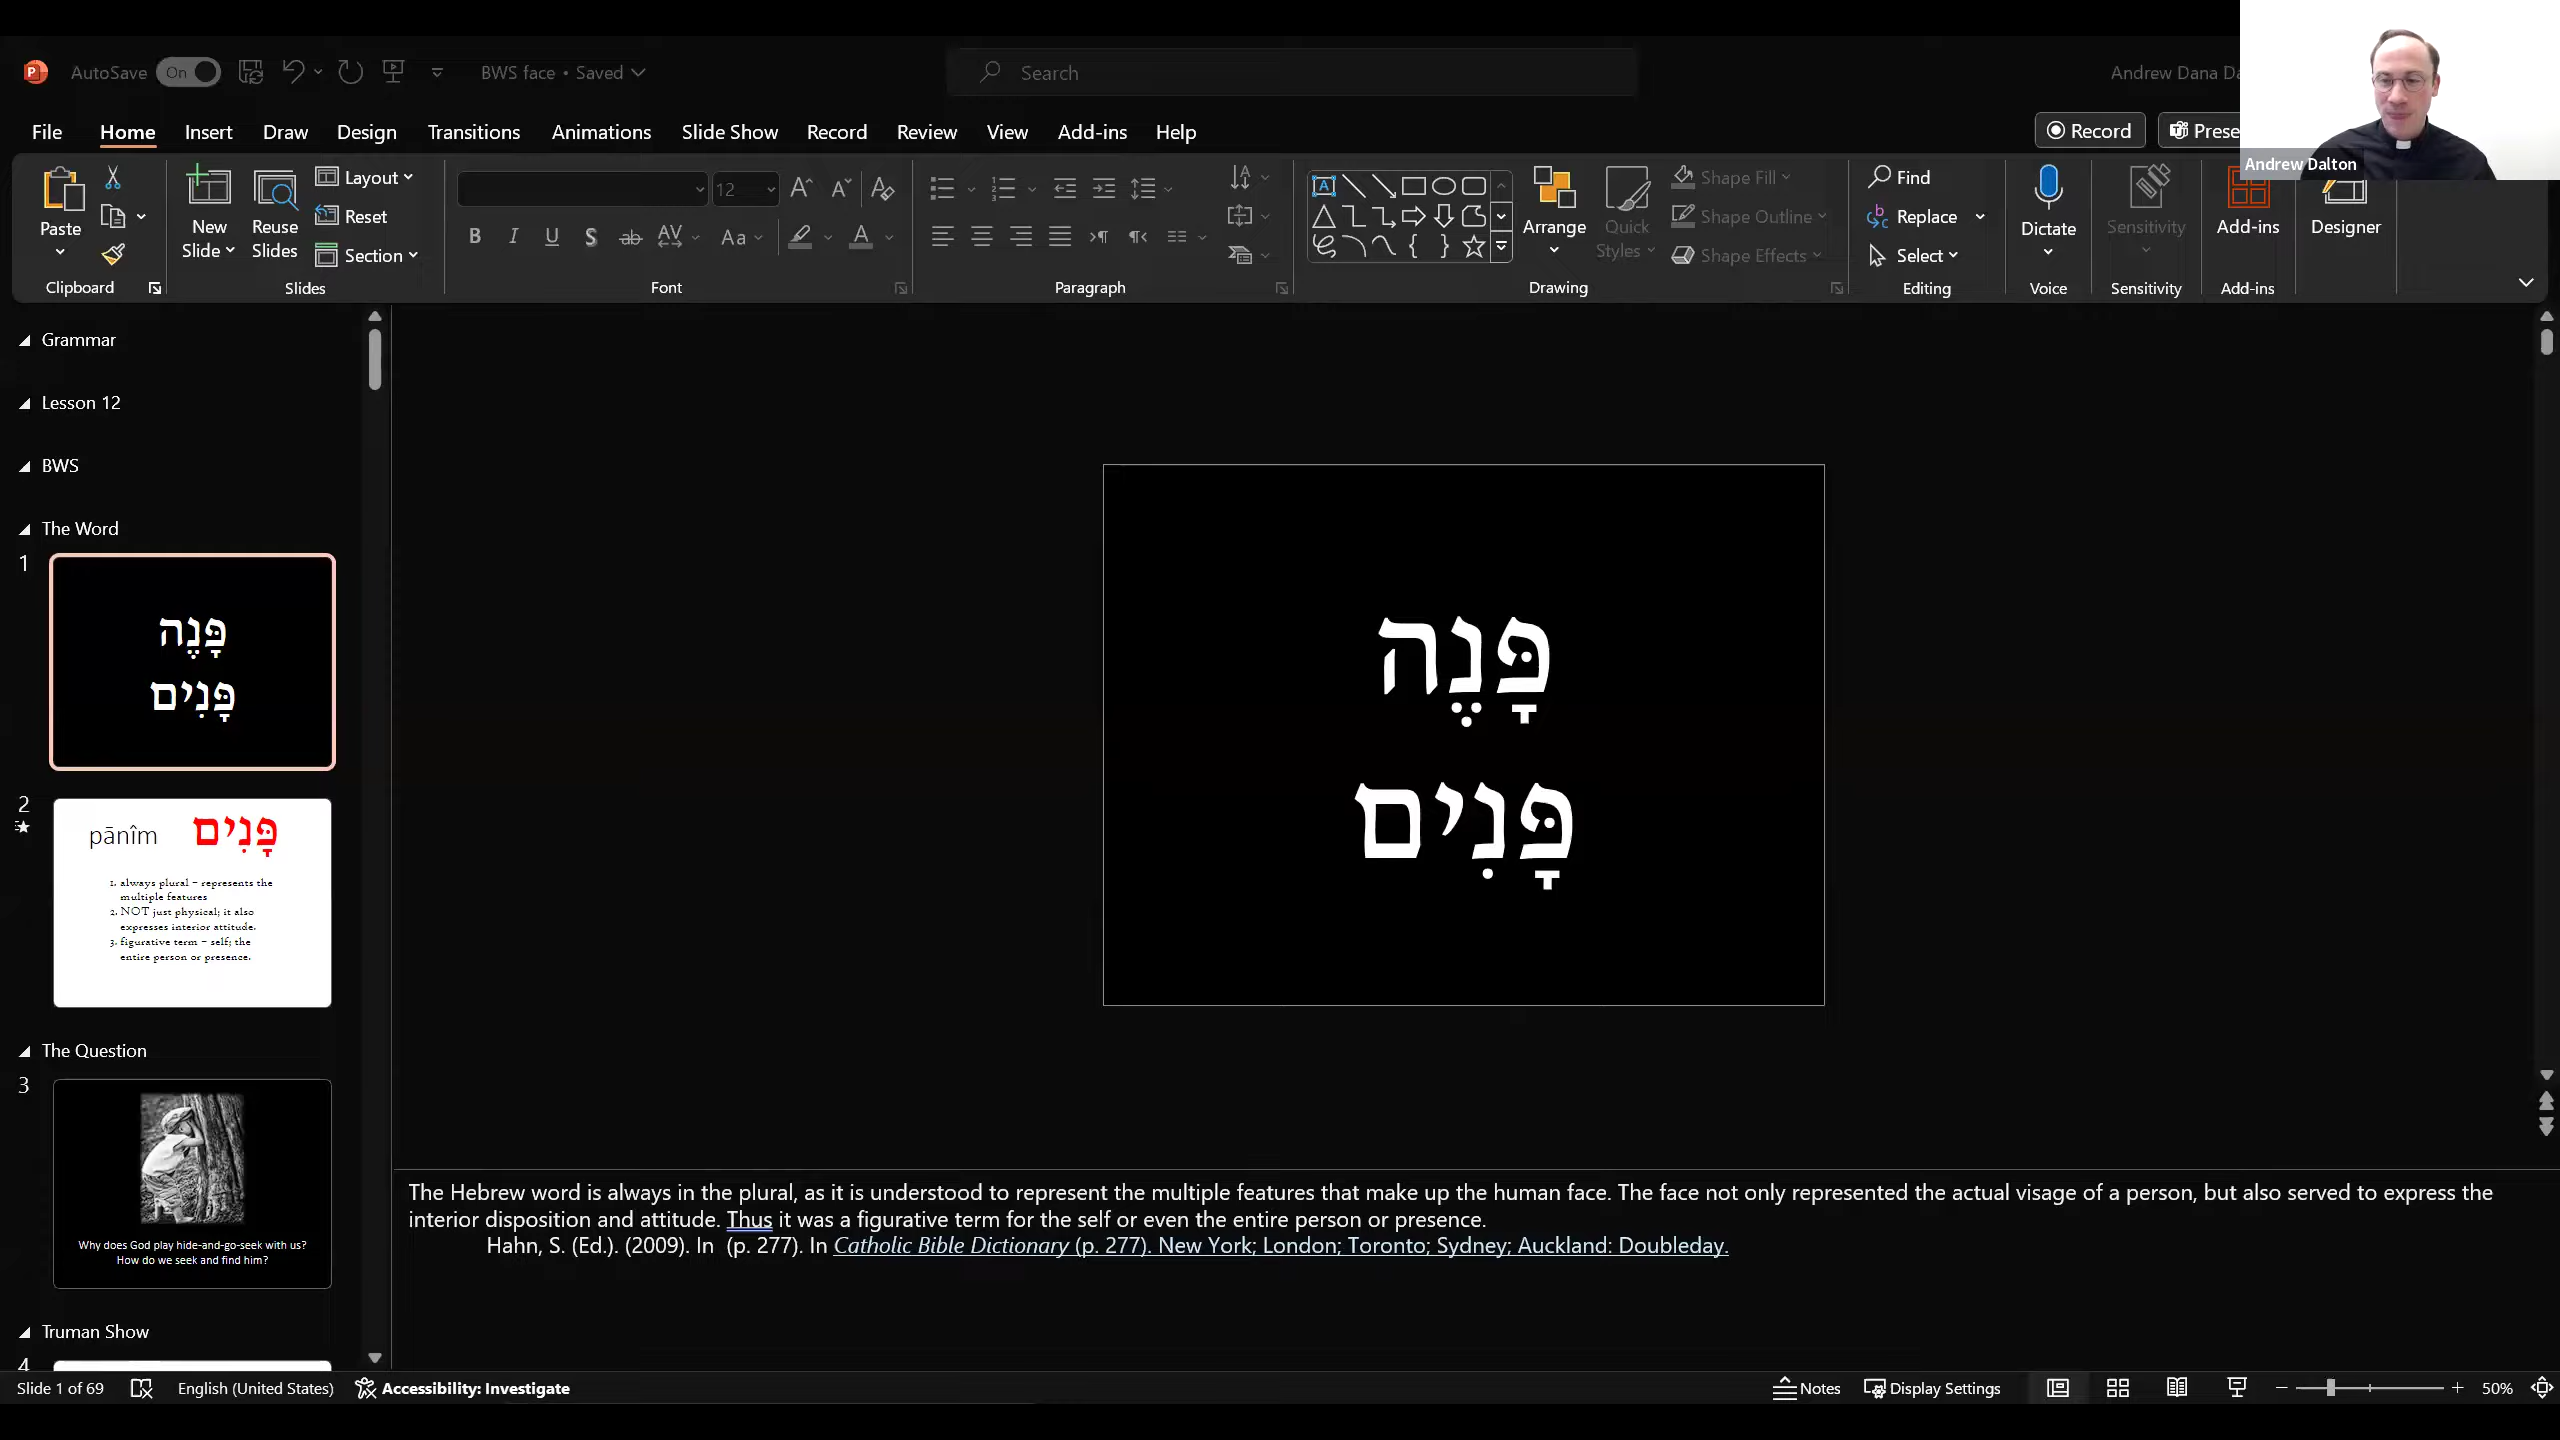 AutoSave On BWS face • Saved Search Andrew Dana Da
File Home Insert Draw Design Transitions Animations Slide Show Record Review View Add-ins Help Record Prese
Andrew Dalton
Paste
New Slide
Reuse Slides
Layout
Reset
Section
12
B I U S ab AV Aa A
Arrange
Quick Styles
Shape Fill
Shape Outline
Shape Effects
Find
Replace
Select
Dictate
Sensitivity
Add-ins
Designer
Clipboard Slides Font Paragraph Drawing Editing Voice Sensitivity Add-ins
Grammar
Lesson 12
BWS
The Word
1
פָּנֶה
פָּנִים
2
pānîm פָּנִים
1. always plural – represents the
multiple features
2. NOT just physical; it also
expresses interior attitude.
3. figurative term – self; the
entire person or presence.
The Question
3
Why does God play hide-and-go-seek with us?
How do we seek and find him?
Truman Show
4
פָּנֶה
פָּנִים
The Hebrew word is always in the plural, as it is understood to represent the multiple features that make up the human face. The face not only represented the actual visage of a person, but also served to express the
interior disposition and attitude. Thus it was a figurative term for the self or even the entire person or presence.
Hahn, S. (Ed.). (2009). In (p. 277). In Catholic Bible Dictionary (p. 277). New York; London; Toronto; Sydney; Auckland: Doubleday.
Slide 1 of 69 English (United States) Accessibility: Investigate Notes Display Settings 50%